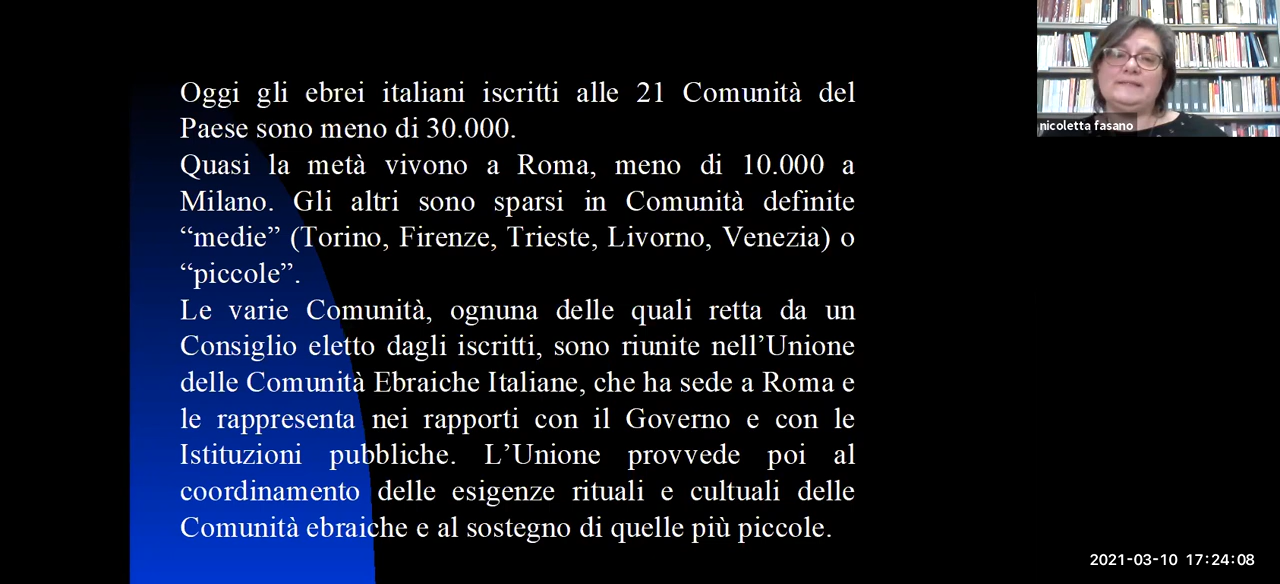 Oggi gli ebrei italiani iscritti alle 21 Comunità del
Paese sono meno di 30.000.
Quasi la metà vivono a Roma, meno di 10.000 a
Milano. Gli altri sono sparsi in Comunità definite
“medie” (Torino, Firenze, Trieste, Livorno, Venezia) o
“piccole”.
Le varie Comunità, ognuna delle quali retta da un
Consiglio eletto dagli iscritti, sono riunite nell’Unione
delle Comunità Ebraiche Italiane, che ha sede a Roma e
le rappresenta nei rapporti con il Governo e con le
Istituzioni pubbliche. L’Unione provvede poi al
coordinamento delle esigenze rituali e cultuali delle
Comunità ebraiche e al sostegno di quelle più piccole.
nicoletta fasano
2021-03-10 17:24:08